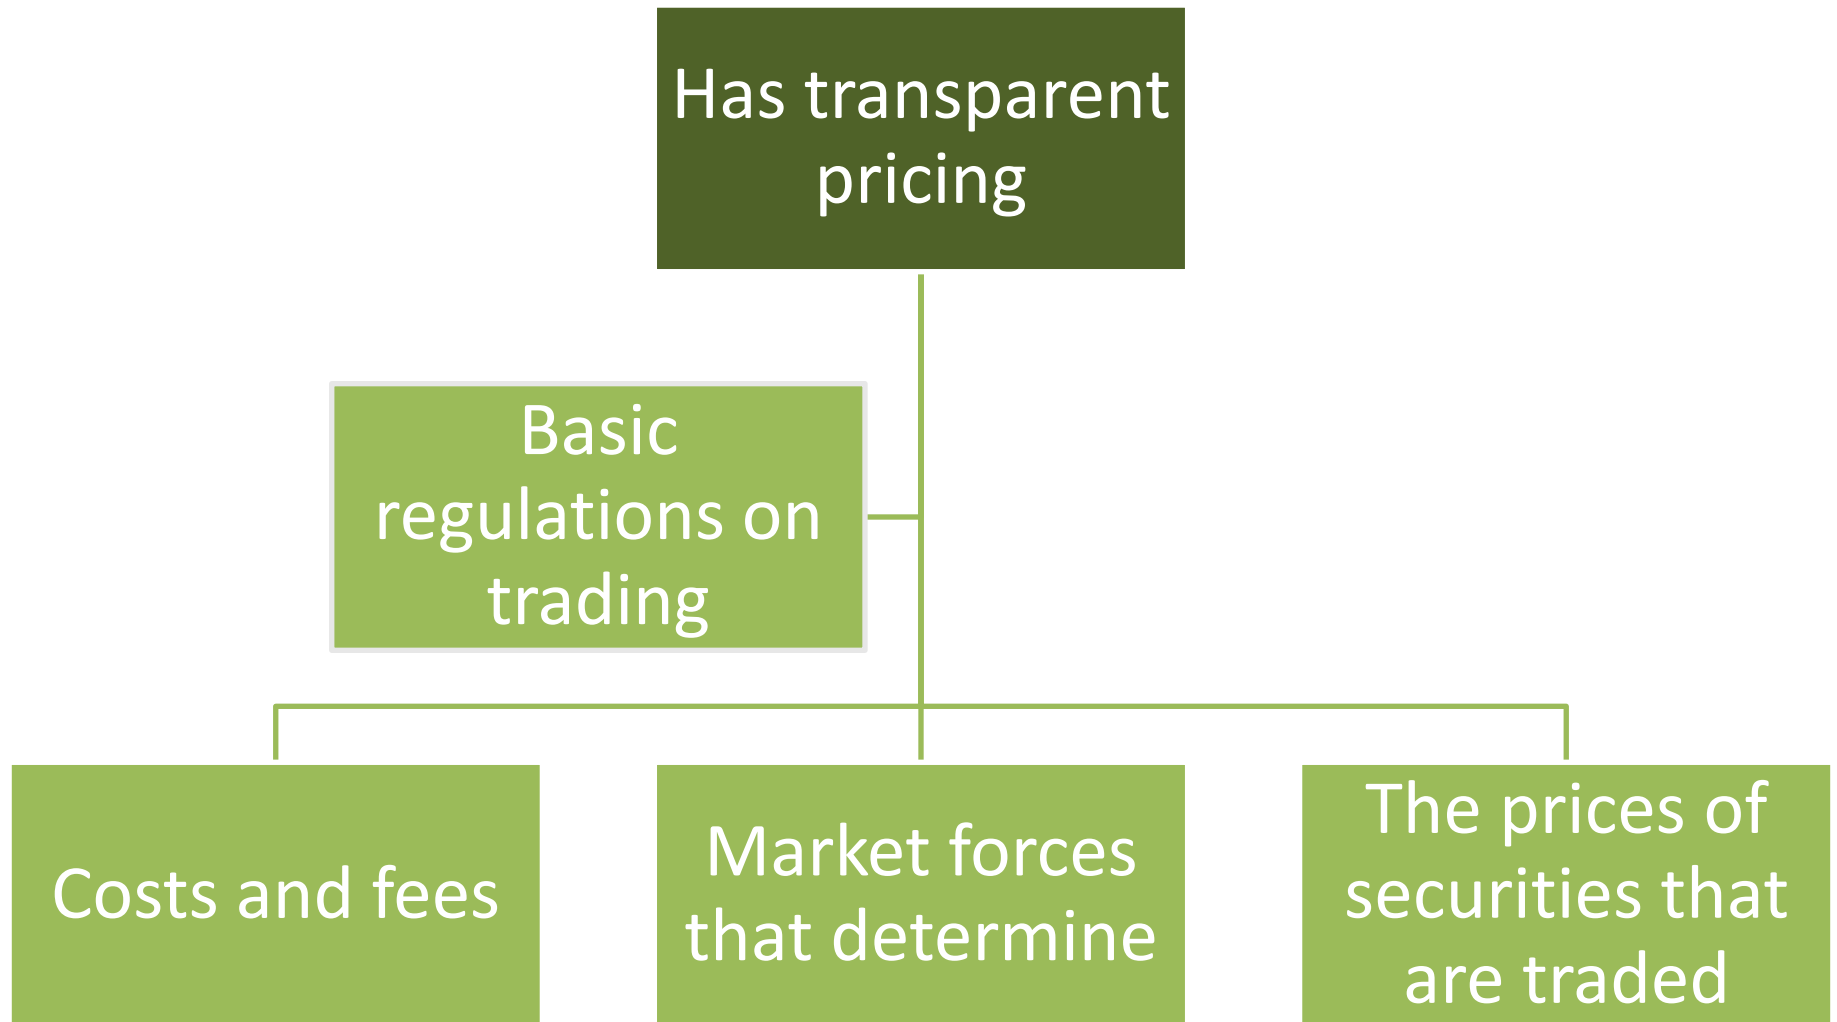 Has transparent
pricing
Basic
regulations on
trading
Costs and fees
Market forces
that determine
The prices of
securities that
are traded